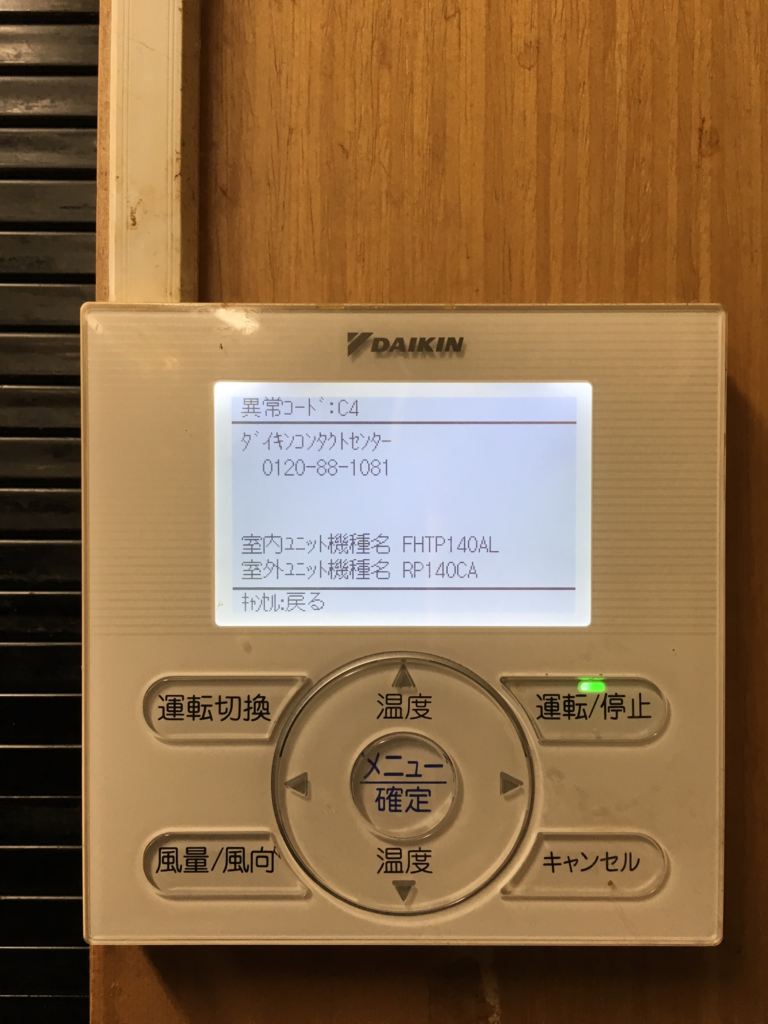 DAIKIN
異常ｺｰﾄﾞ:C4
ﾀﾞｲｷﾝｺﾝﾀｸﾄｾﾝﾀｰ
0120-88-1081
室内ﾕﾆｯﾄ機種名 FHTP140AL
室外ﾕﾆｯﾄ機種名 RP140CA
ｷｬﾝｾﾙ:戻る
運転切換
温度
運転/停止
メニュー
確定
風量/風向
温度
キャンセル